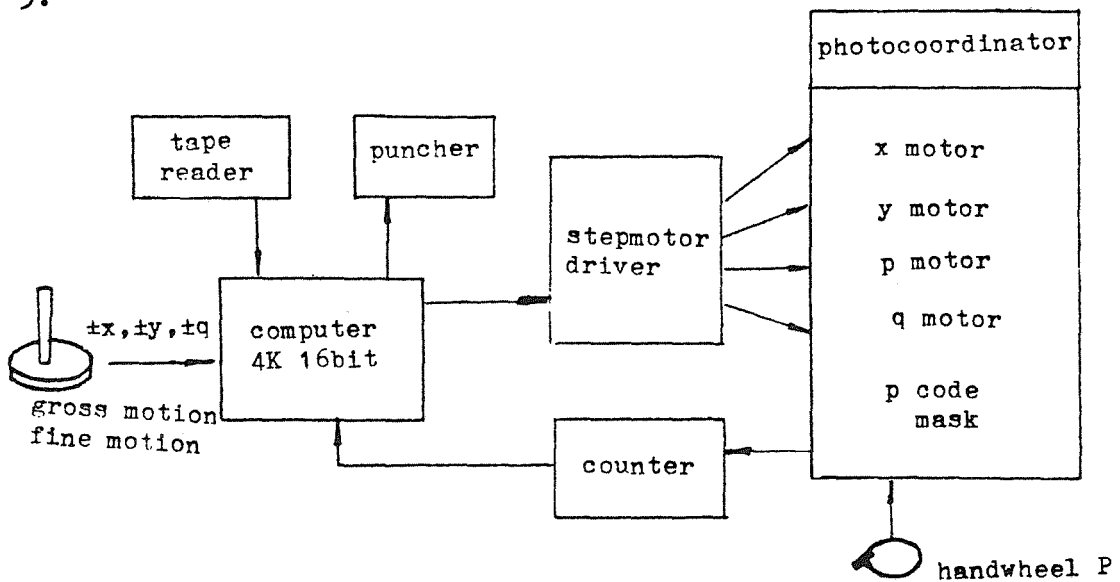 5.
photocoordinator
tape
reader
puncher
x motor
y motor
stepmotor
driver
p motor
q motor
±x,±y,±q
computer
4K 16bit
gross motion
fine motion
p code
mask
counter
handwheel P